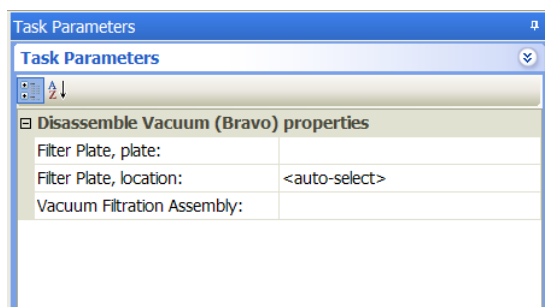 Task Parameters
Task Parameters
A Z
Disassemble Vacuum (Bravo) properties
Filter Plate, plate:
Filter Plate, location: <auto-select>
Vacuum Filtration Assembly: